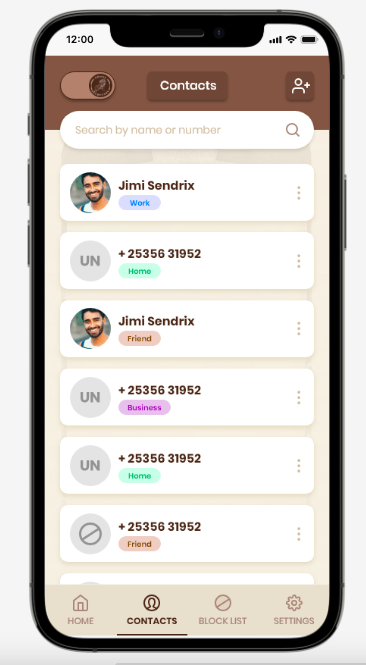 12:00
Contacts
Search by name or number
Jimi Sendrix
Work
UN
+ 25356 31952
Home
Jimi Sendrix
Friend
UN
+ 25356 31952
Business
UN
+ 25356 31952
Home
+ 25356 31952
Friend
HOME
CONTACTS
BLOCK LIST
SETTINGS